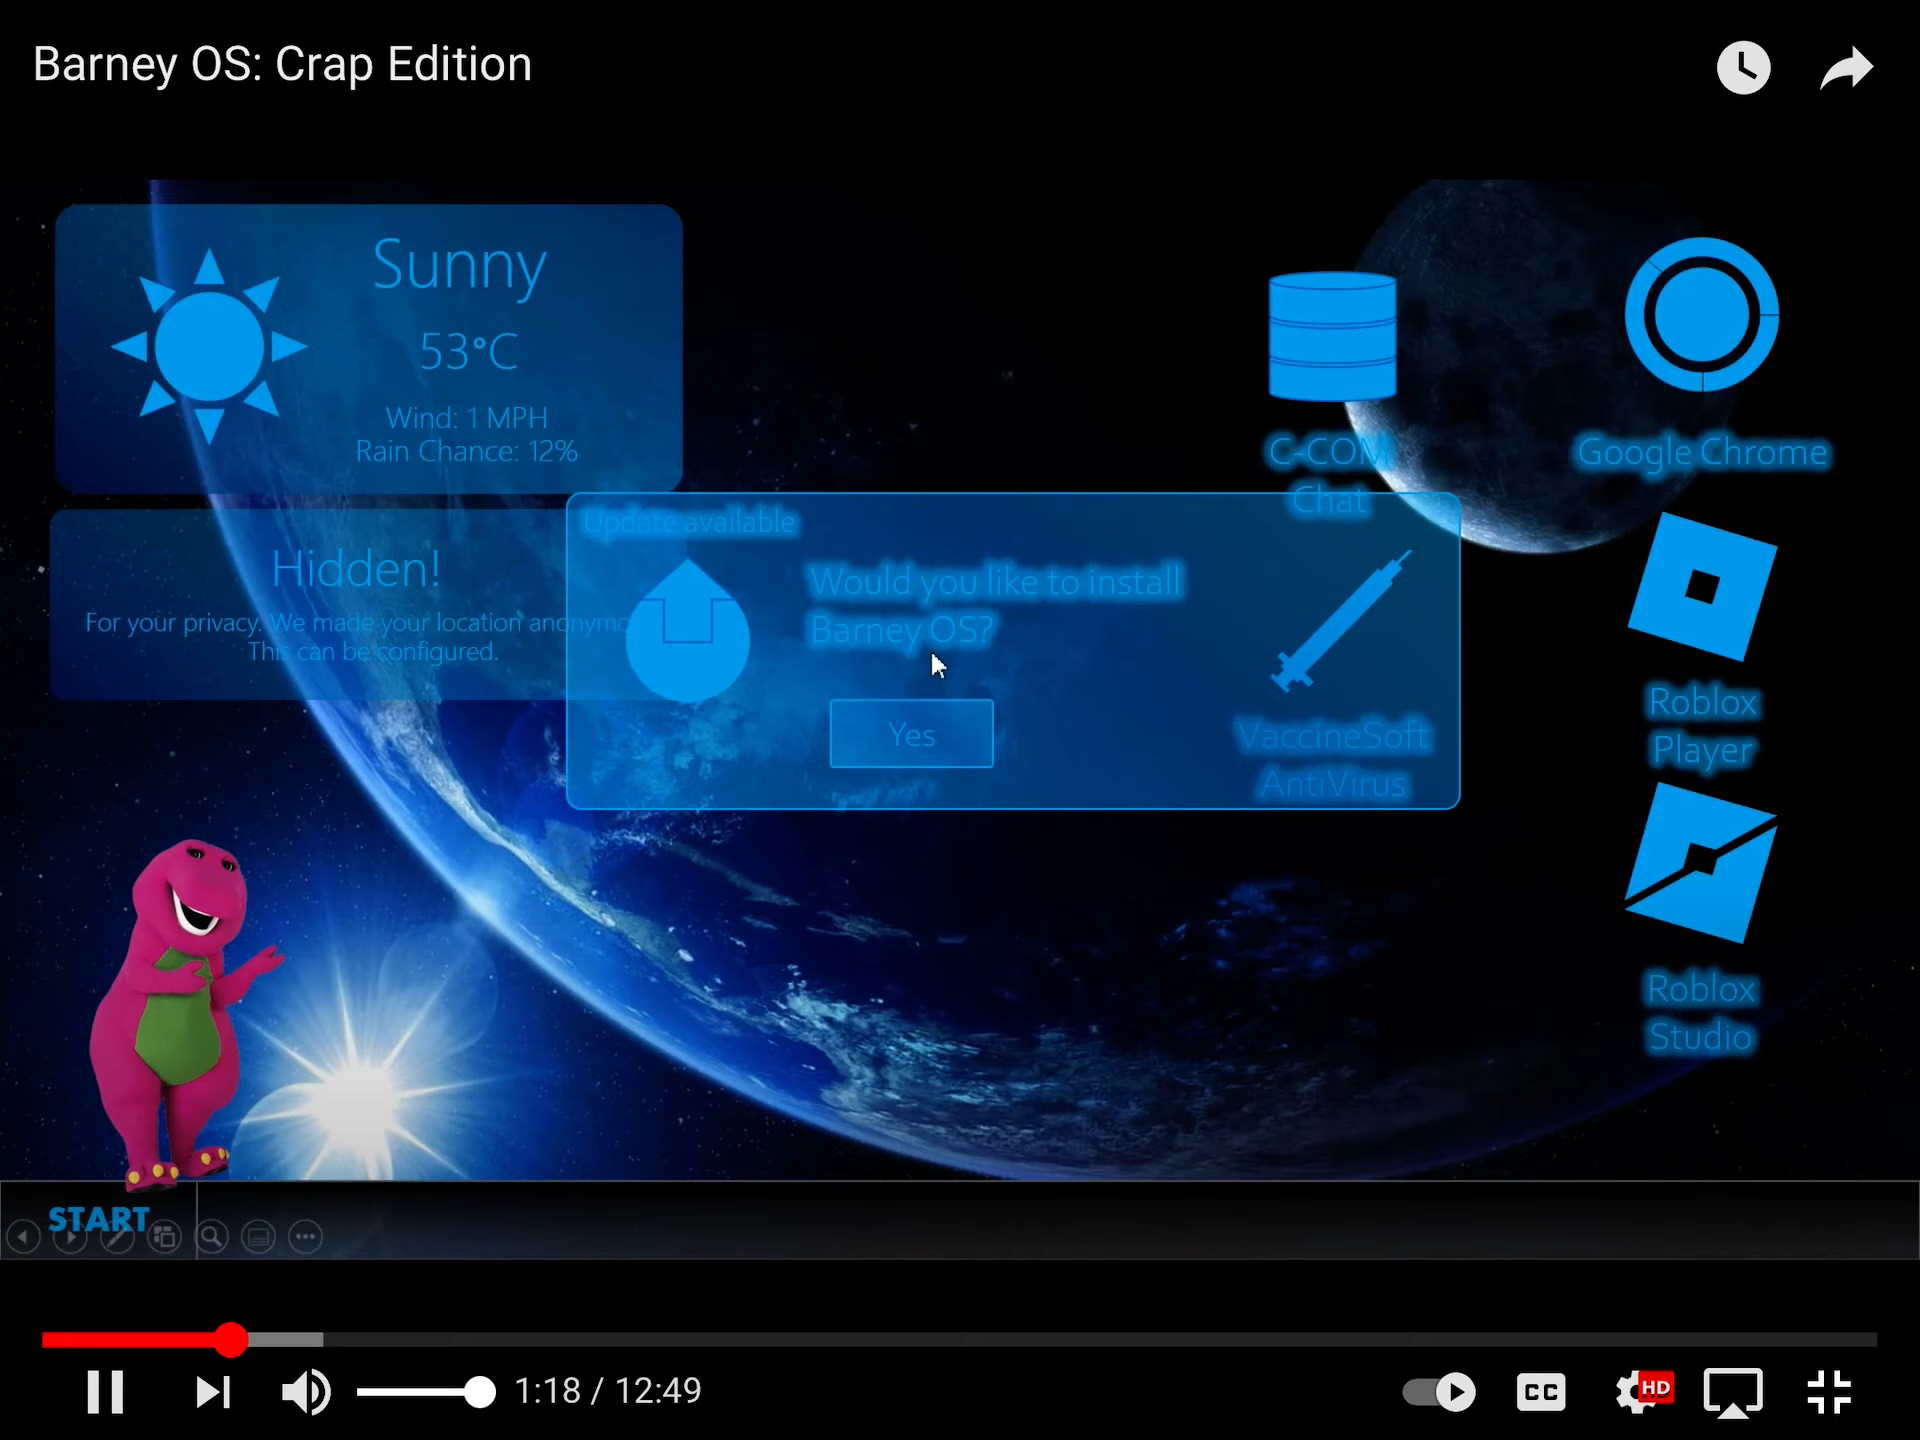 Barney OS: Crap Edition
Sunny
53°C
Wind: 1 MPH
Rain Chance: 12%
Hidden!
For your privacy. We made your location anonymo
This can be configured.
Update available
Would you like to install
Barney OS?
Yes
C-COM
Chat
Google Chrome
VaccineSoft
AntiVirus
Roblox
Player
Roblox
Studio
START
1:18 / 12:49
CC
HD